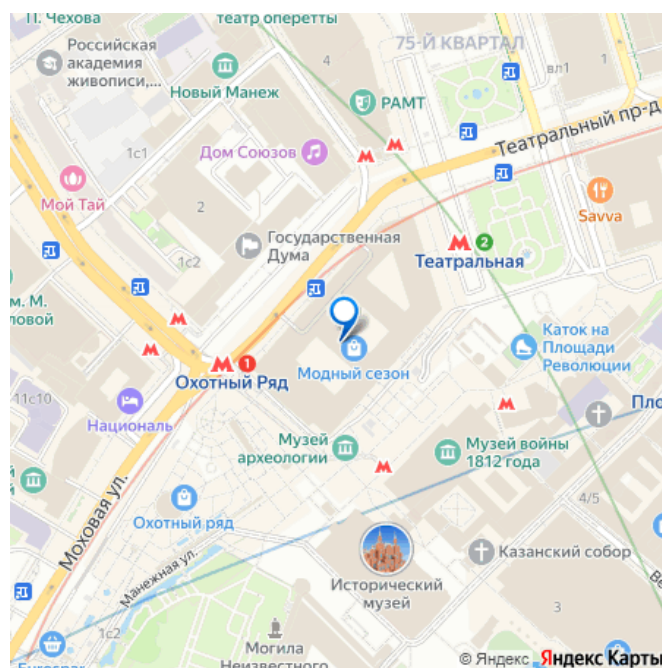 П. Чехова
театр оперетты
75-Й КВАРТАЛ
Российская
академия
живописи,...
Новый Манеж
4
вл1
РАМТ
Театральный пр-д
1с1
Дом Союзов
Мой Тай
2
Savva
Государственная
Дума
2
Театральная
1с2
м. М.
ловой
Каток на
Площади
Революции
1
Охотный Ряд
Модный сезон
11с10
Националь
Пло
Музей
археологии
Музей войны
1812 года
4/5
Моховая ул.
Охотный ряд
Казанский собор
Манежная ул.
Исторический
музей
3
1с2
Могила
Неизвестного
© Яндекс
Яндекс Карты